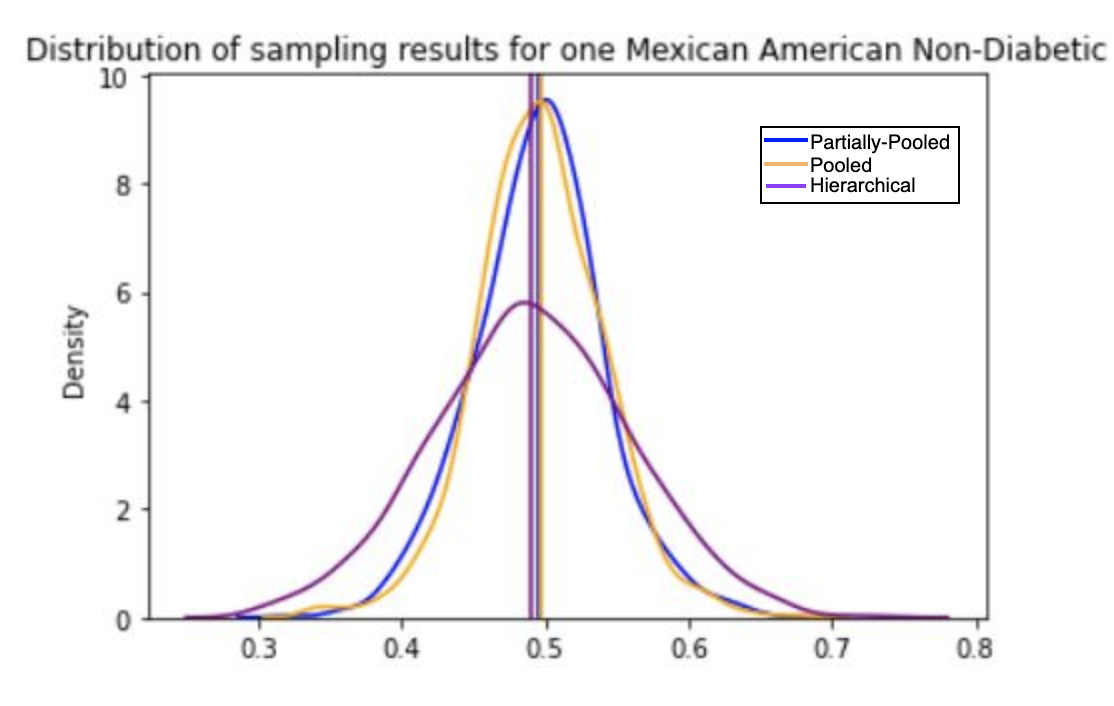 Distribution of sampling results for one Mexican American Non-Diabetic
10
8
6
4
2
0
Density
Partially-Pooled
Pooled
Hierarchical
0.3 0.4 0.5 0.6 0.7 0.8